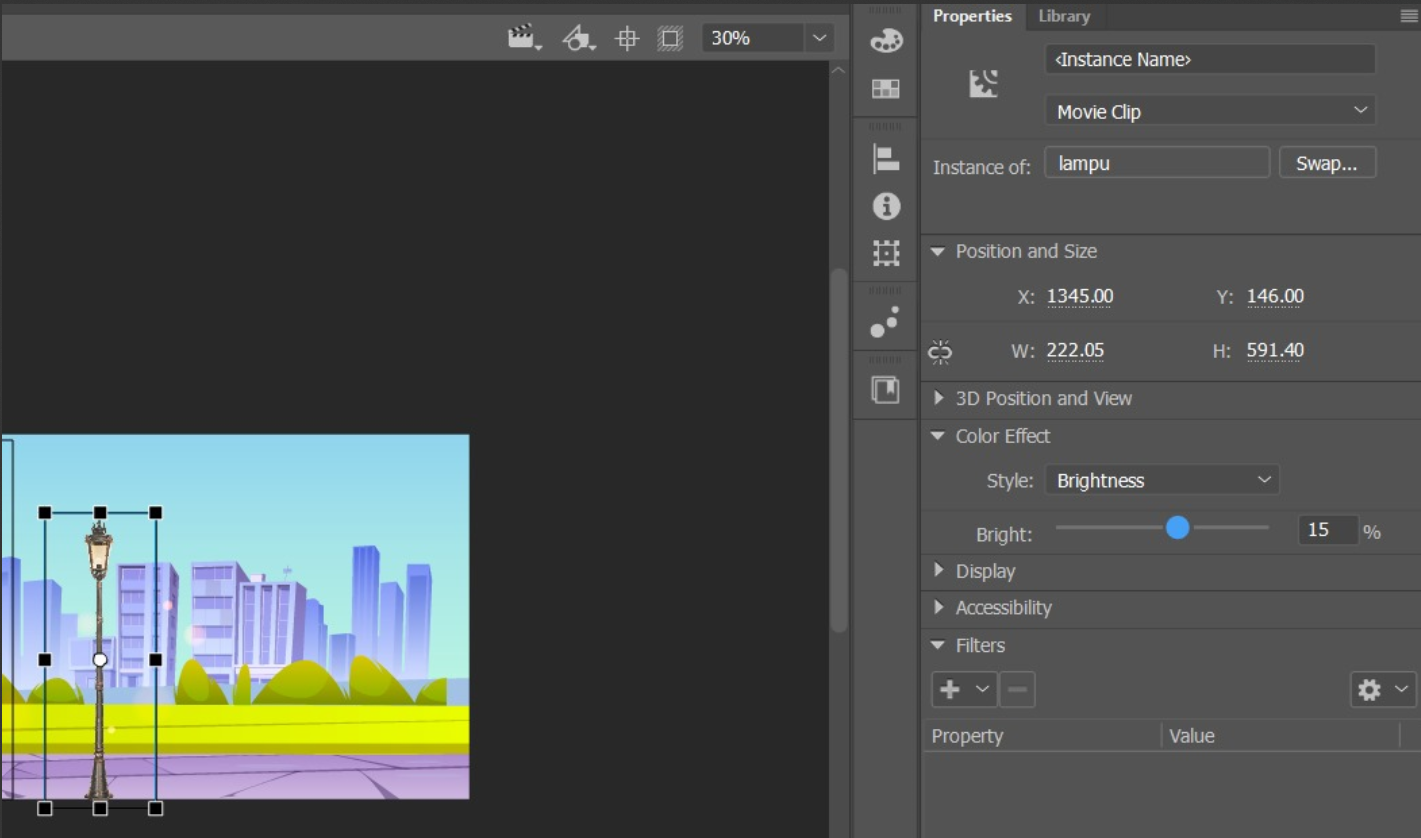 Properties Library
30%
<Instance Name>
Movie Clip
Instance of: lampu Swap...
Position and Size
X: 1345.00 Y: 146.00
W: 222.05 H: 591.40
3D Position and View
Color Effect
Style: Brightness
Bright: 15 %
Display
Accessibility
Filters
Property Value